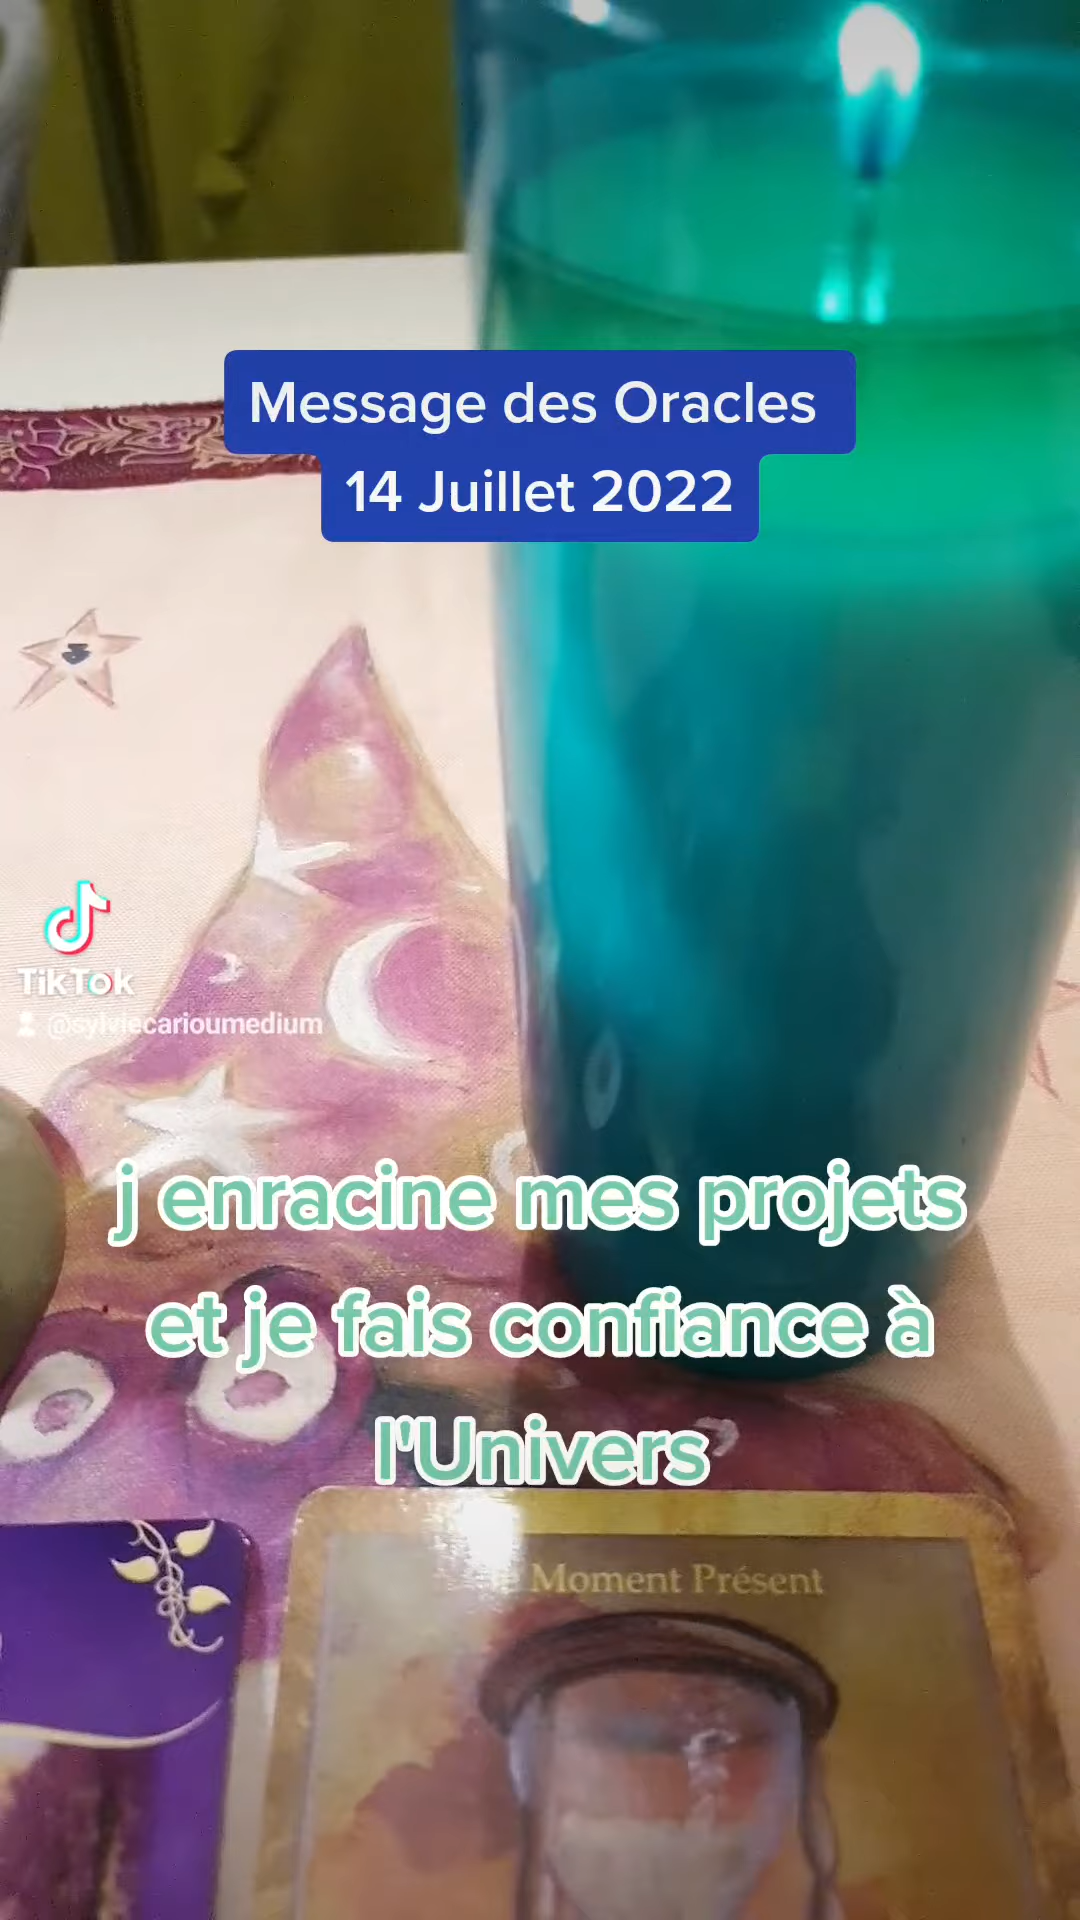 Message des Oracles
14 Juillet 2022
TikTok
@sylviecarioumedium
j enracine mes projets
et je fais confiance à
l'Univers
Moment Présent